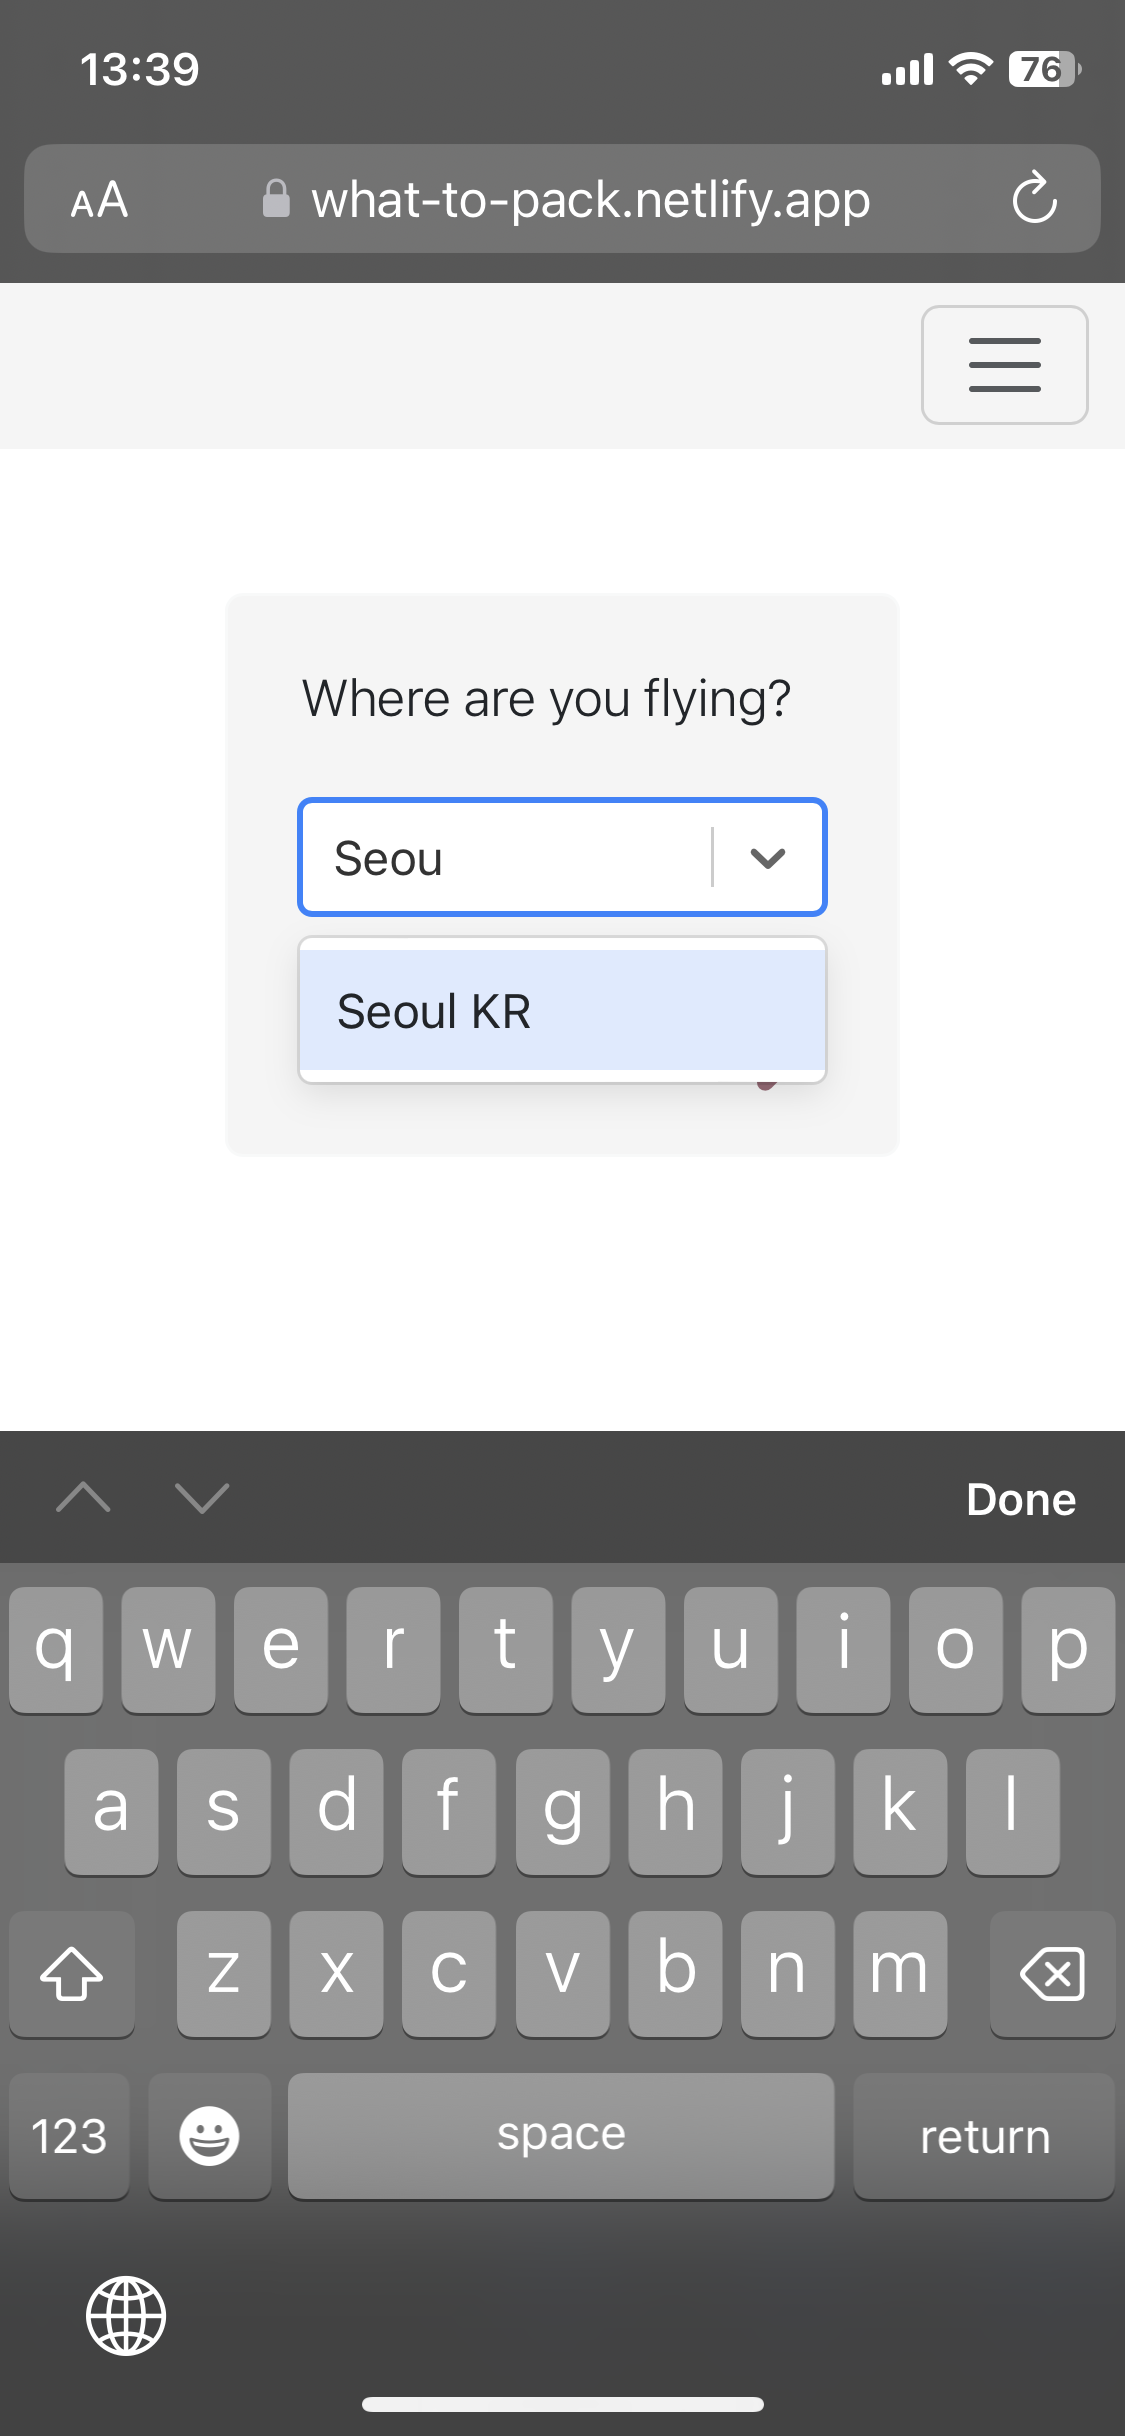 13:39
76
AA
what-to-pack.netlify.app
Where are you flying?
Seou
Seoul KR
Done
q w e r t y u i o p
a s d f g h j k l
z x c v b n m
123
space
return